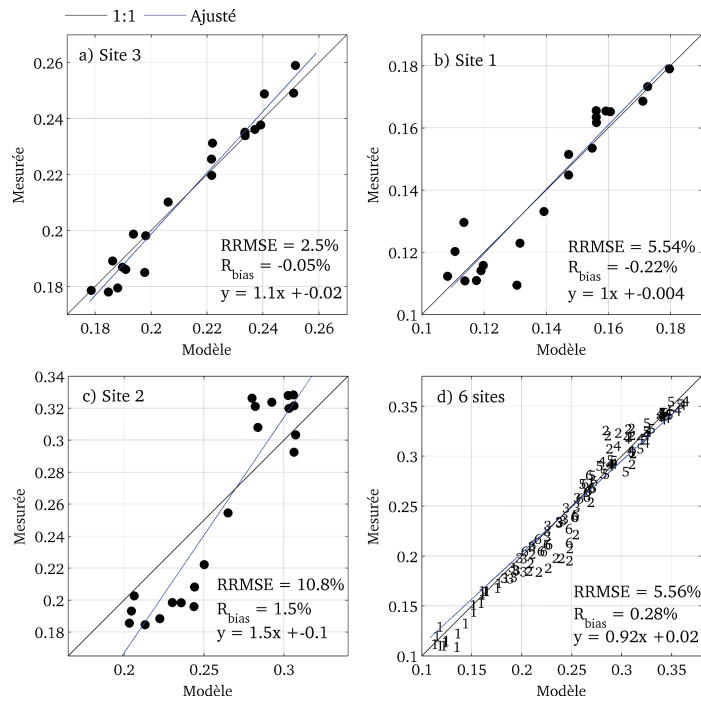 1:1 Ajusté
a) Site 3
0.26
0.24
0.22
0.2
0.18
Mesurée
RRMSE = 2.5%
R_bias = -0.05%
y = 1.1x +-0.02
0.18 0.2 0.22 0.24 0.26
Modèle
b) Site 1
0.18
0.16
0.14
0.12
0.1
Mesurée
RRMSE = 5.54%
R_bias = -0.22%
y = 1x +-0.004
0.1 0.12 0.14 0.16 0.18
Modèle
c) Site 2
0.34
0.32
0.3
0.28
0.26
0.24
0.22
0.2
0.18
Mesurée
RRMSE = 10.8%
R_bias = 1.5%
y = 1.5x +-0.1
0.2 0.3
Modèle
d) 6 sites
0.35
0.3
0.25
0.2
0.15
0.1
Mesurée
RRMSE = 5.56%
R_bias = 0.28%
y = 0.92x +0.02
0.1 0.15 0.2 0.25 0.3 0.35
Modèle